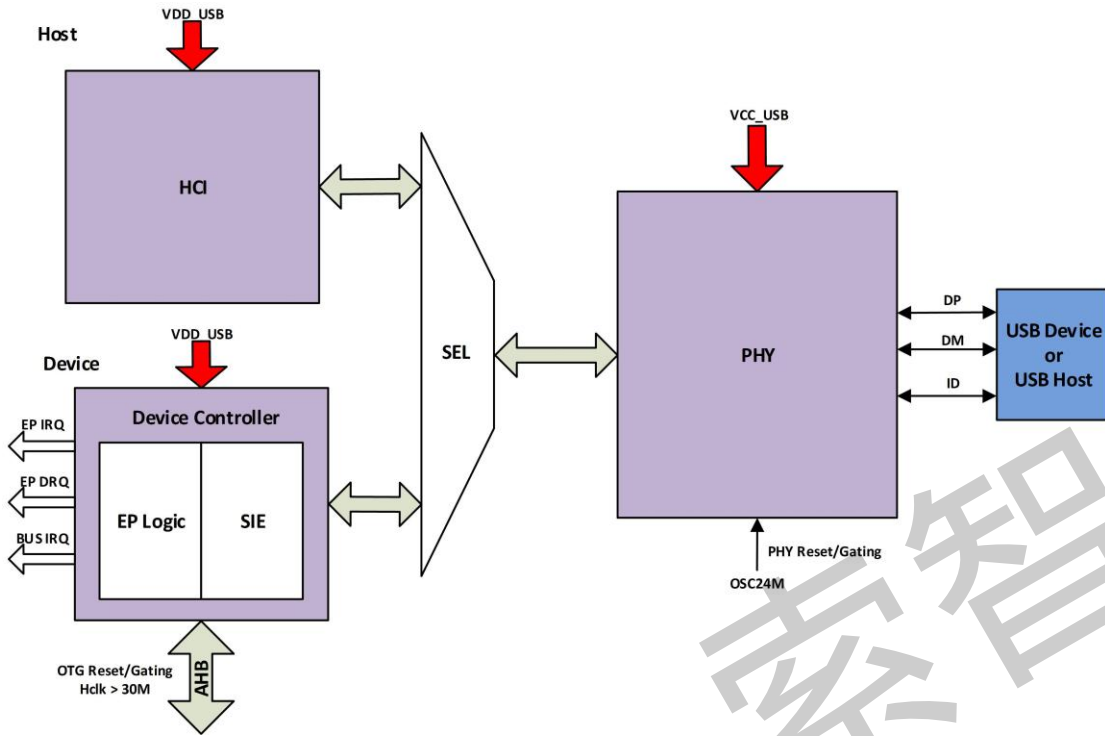 VDD_USB
Host
HCI
VCC_USB
VDD_USB
Device
SEL
PHY
DP
DM
ID
USB Device
or
USB Host
Device Controller
EP IRQ
EP DRQ
BUS IRQ
EP Logic
SIE
PHY Reset/Gating
OSC24M
OTG Reset/Gating
Hclk > 30M
AHB
索智